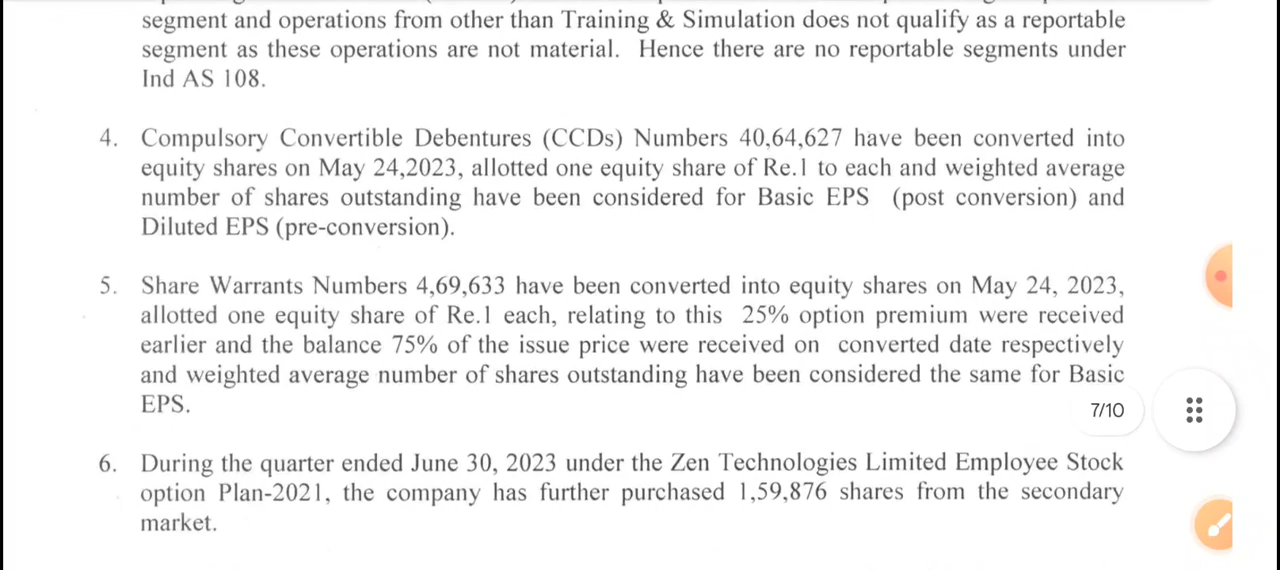 segment and operations from other than Training & Simulation does not qualify as a reportable
segment as these operations are not material. Hence there are no reportable segments under
Ind AS 108.
4. Compulsory Convertible Debentures (CCDs) Numbers 40,64,627 have been converted into
equity shares on May 24,2023, allotted one equity share of Re.1 to each and weighted average
number of shares outstanding have been considered for Basic EPS (post conversion) and
Diluted EPS (pre-conversion).
5. Share Warrants Numbers 4,69,633 have been converted into equity shares on May 24, 2023,
allotted one equity share of Re.1 each, relating to this 25% option premium were received
earlier and the balance 75% of the issue price were received on converted date respectively
and weighted average number of shares outstanding have been considered the same for Basic
EPS.
7/10
6. During the quarter ended June 30, 2023 under the Zen Technologies Limited Employee Stock
option Plan-2021, the company has further purchased 1,59,876 shares from the secondary
market.